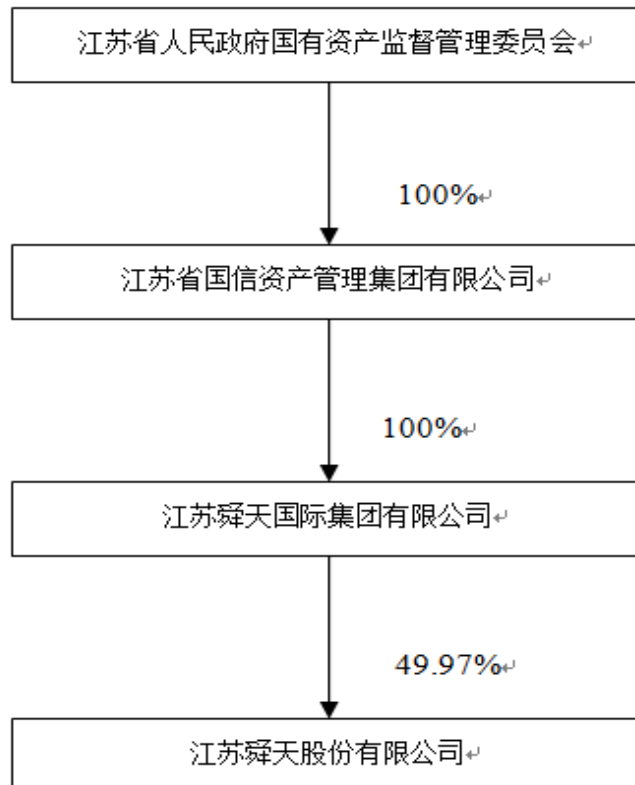 江苏省人民政府国有资产监督管理委员会
100%
江苏省国信资产管理集团有限公司
100%
江苏舜天国际集团有限公司
49.97%
江苏舜天股份有限公司